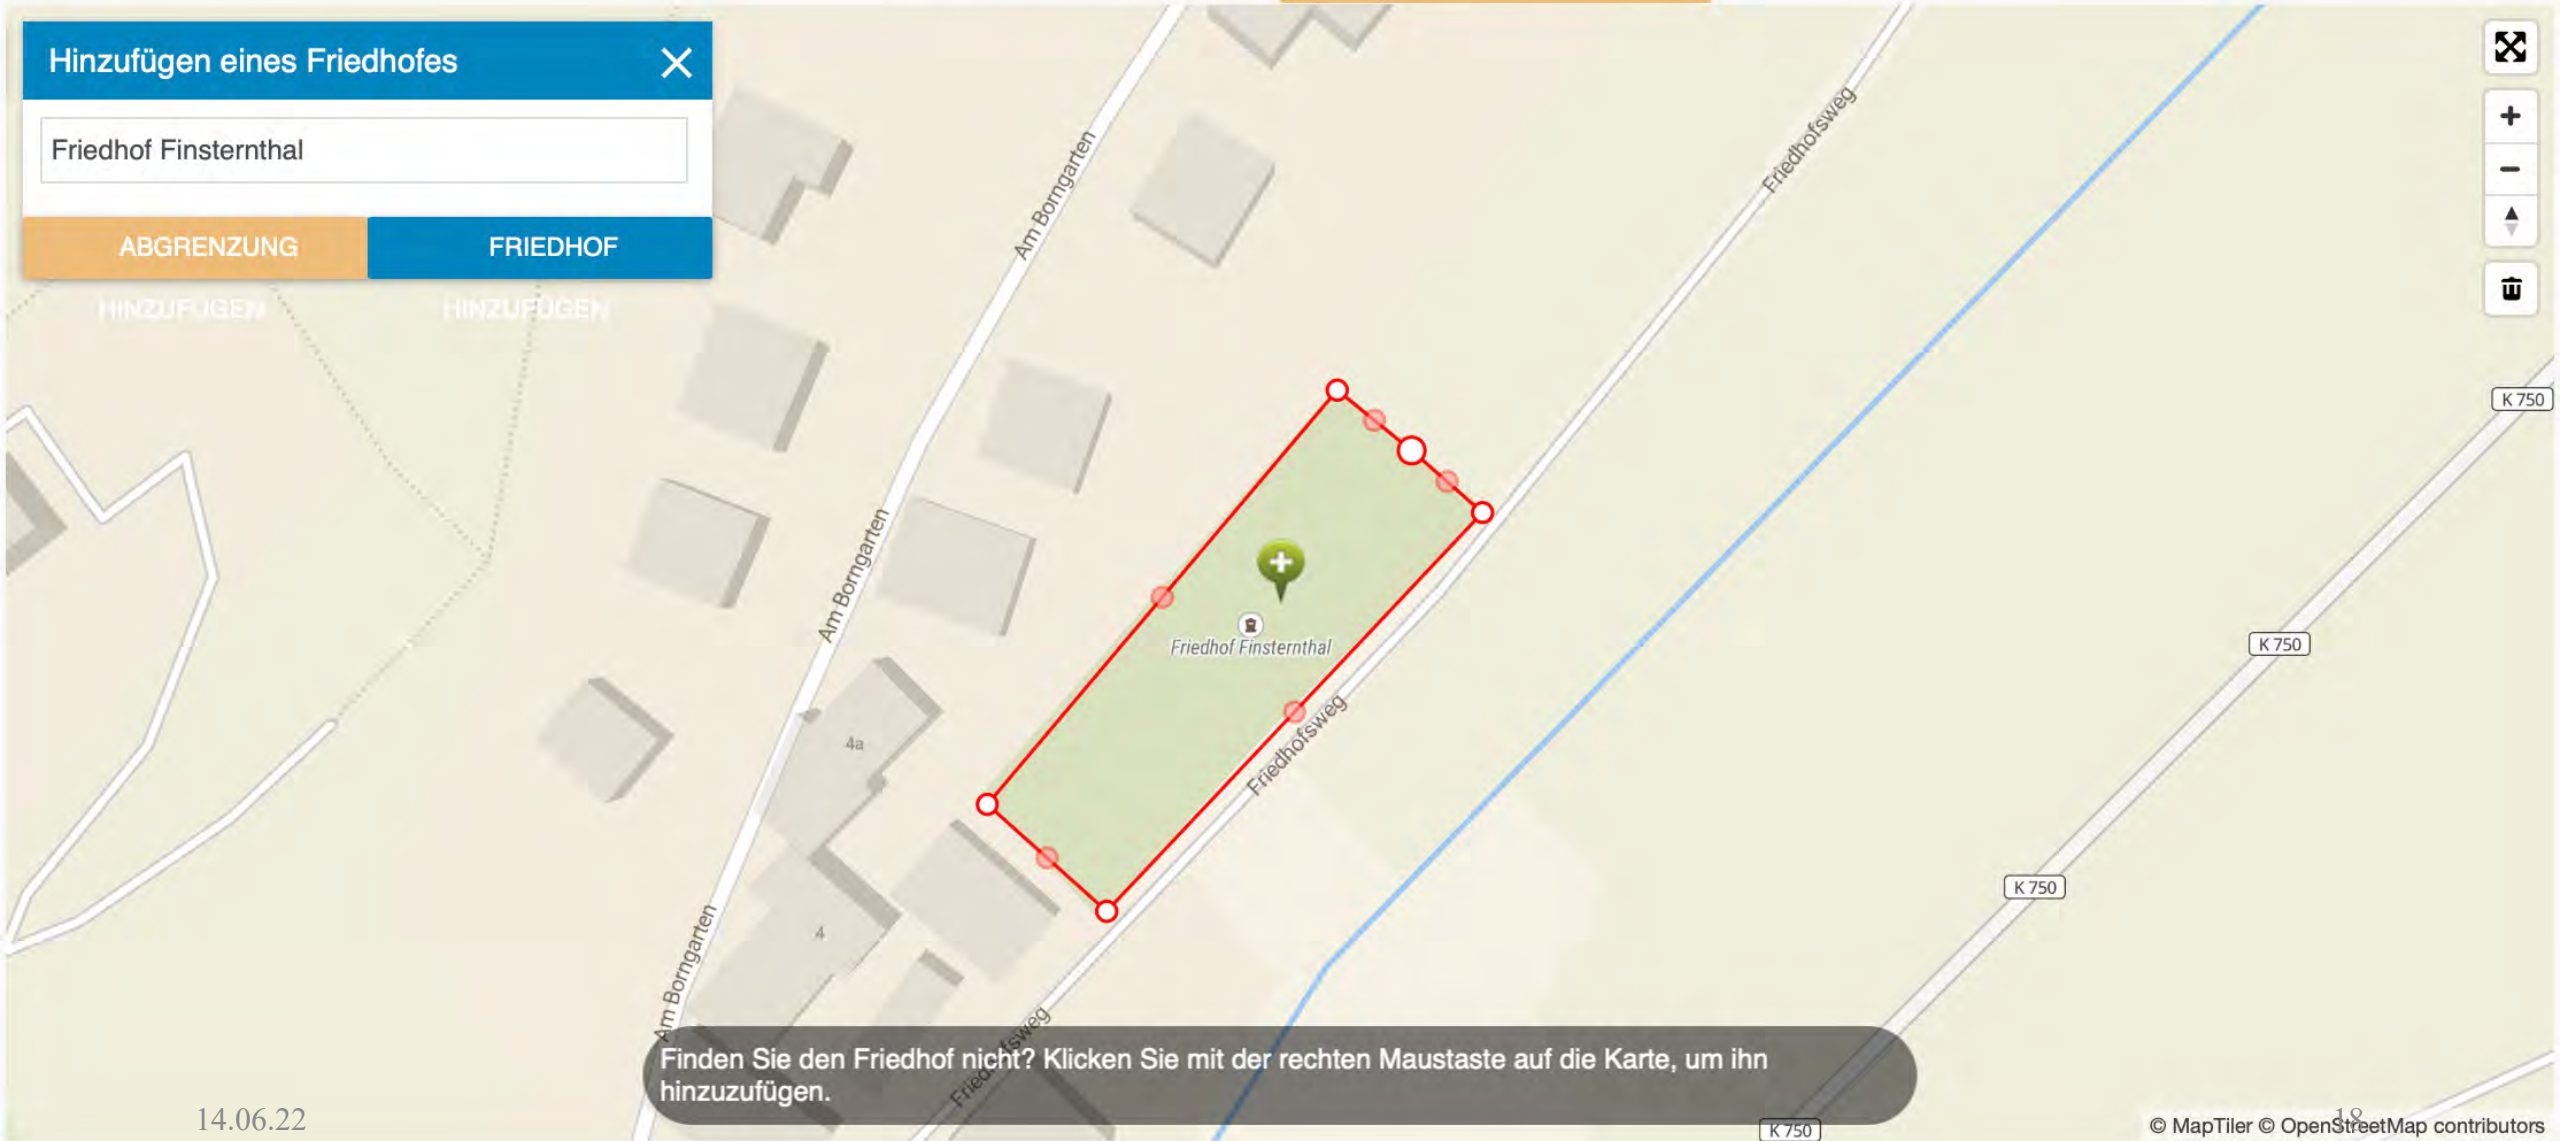 Hinzufügen eines Friedhofes
Friedhof Finsternthal
ABGRENZUNG
HINZUFÜGEN
FRIEDHOF
HINZUFÜGEN
Am Borngarten
Friedhofsweg
K 750
Am Borngarten
Friedhof Finsternthal
K 750
Friedhofsweg
4a
K 750
4
Am Borngarten
Friedhofsweg
Finden Sie den Friedhof nicht? Klicken Sie mit der rechten Maustaste auf die Karte, um ihn
hinzuzufügen.
14.06.22
K 750
18
© MapTiler © OpenStreetMap contributors